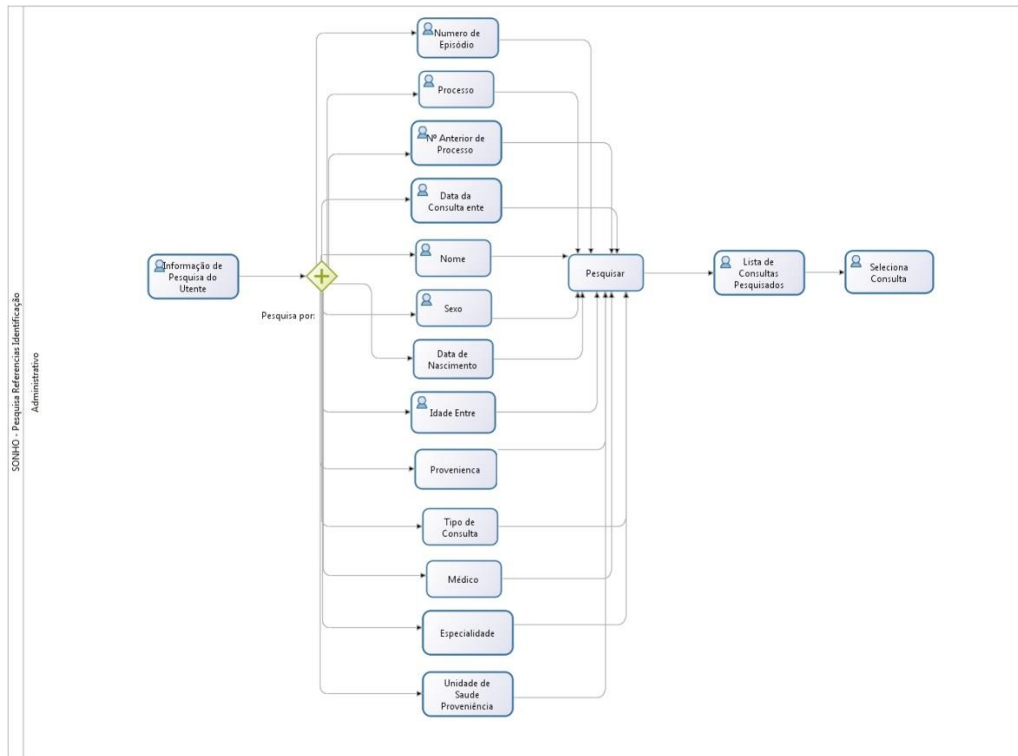 SONHO - Pesquisa Referencias Identificação
Administrativo
Informação de
Pesquisa do
Utente
Pesquisa por:
Numero de
Episódio
Processo
Nº Anterior de
Processo
Data da
Consulta ente
Nome
Sexo
Data de
Nascimento
Idade Entre
Provenienca
Tipo de
Consulta
Médico
Especialidade
Unidade de
Saude
Proveniência
Pesquisar
Lista de
Consultas
Pesquisados
Seleciona
Consulta